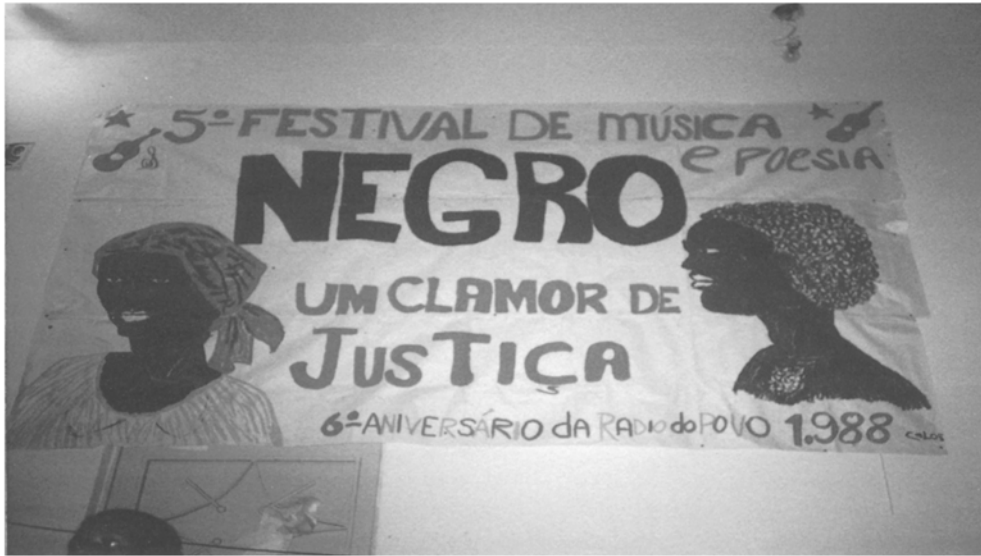 5º FESTIVAL DE MÚSICA
e POESIA
NEGRO
UM CLAMOR DE
JUSTIÇA
6º ANIVERSÁRIO da RADIO do POVO 1.988